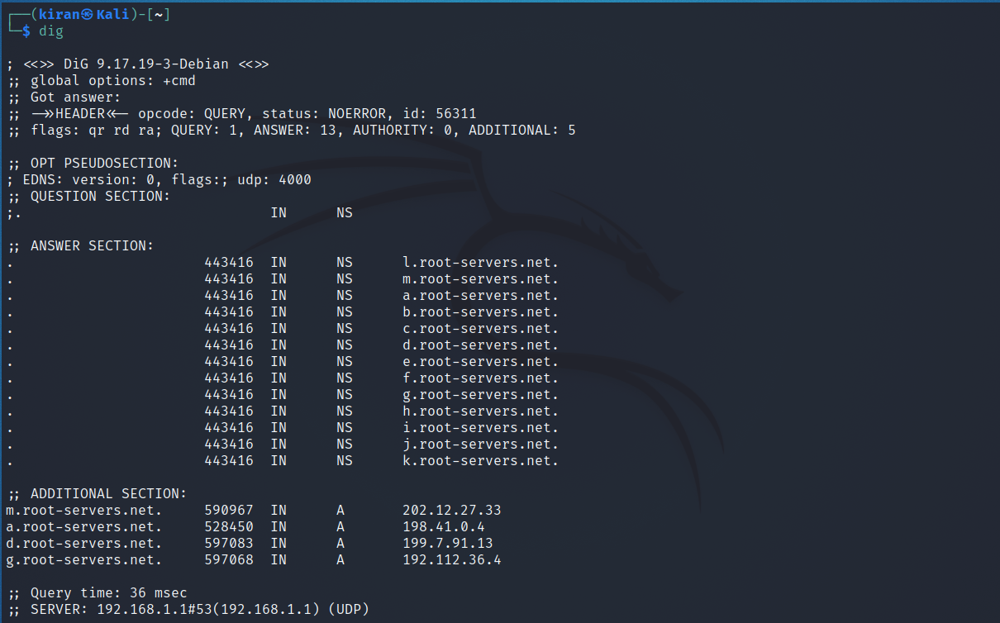 ┌──(kiran㉿Kali)-[~]
└─$ dig

; <<>> DiG 9.17.19-3-Debian <<>>
;; global options: +cmd
;; Got answer:
;; ->>HEADER<<- opcode: QUERY, status: NOERROR, id: 56311
;; flags: qr rd ra; QUERY: 1, ANSWER: 13, AUTHORITY: 0, ADDITIONAL: 5

;; OPT PSEUDOSECTION:
; EDNS: version: 0, flags:; udp: 4000
;; QUESTION SECTION:
;.				IN	NS

;; ANSWER SECTION:
.			443416	IN	NS	l.root-servers.net.
.			443416	IN	NS	m.root-servers.net.
.			443416	IN	NS	a.root-servers.net.
.			443416	IN	NS	b.root-servers.net.
.			443416	IN	NS	c.root-servers.net.
.			443416	IN	NS	d.root-servers.net.
.			443416	IN	NS	e.root-servers.net.
.			443416	IN	NS	f.root-servers.net.
.			443416	IN	NS	g.root-servers.net.
.			443416	IN	NS	h.root-servers.net.
.			443416	IN	NS	i.root-servers.net.
.			443416	IN	NS	j.root-servers.net.
.			443416	IN	NS	k.root-servers.net.

;; ADDITIONAL SECTION:
m.root-servers.net.	590967	IN	A	202.12.27.33
a.root-servers.net.	528450	IN	A	198.41.0.4
d.root-servers.net.	597083	IN	A	199.7.91.13
g.root-servers.net.	597068	IN	A	192.112.36.4

;; Query time: 36 msec
;; SERVER: 192.168.1.1#53(192.168.1.1) (UDP)